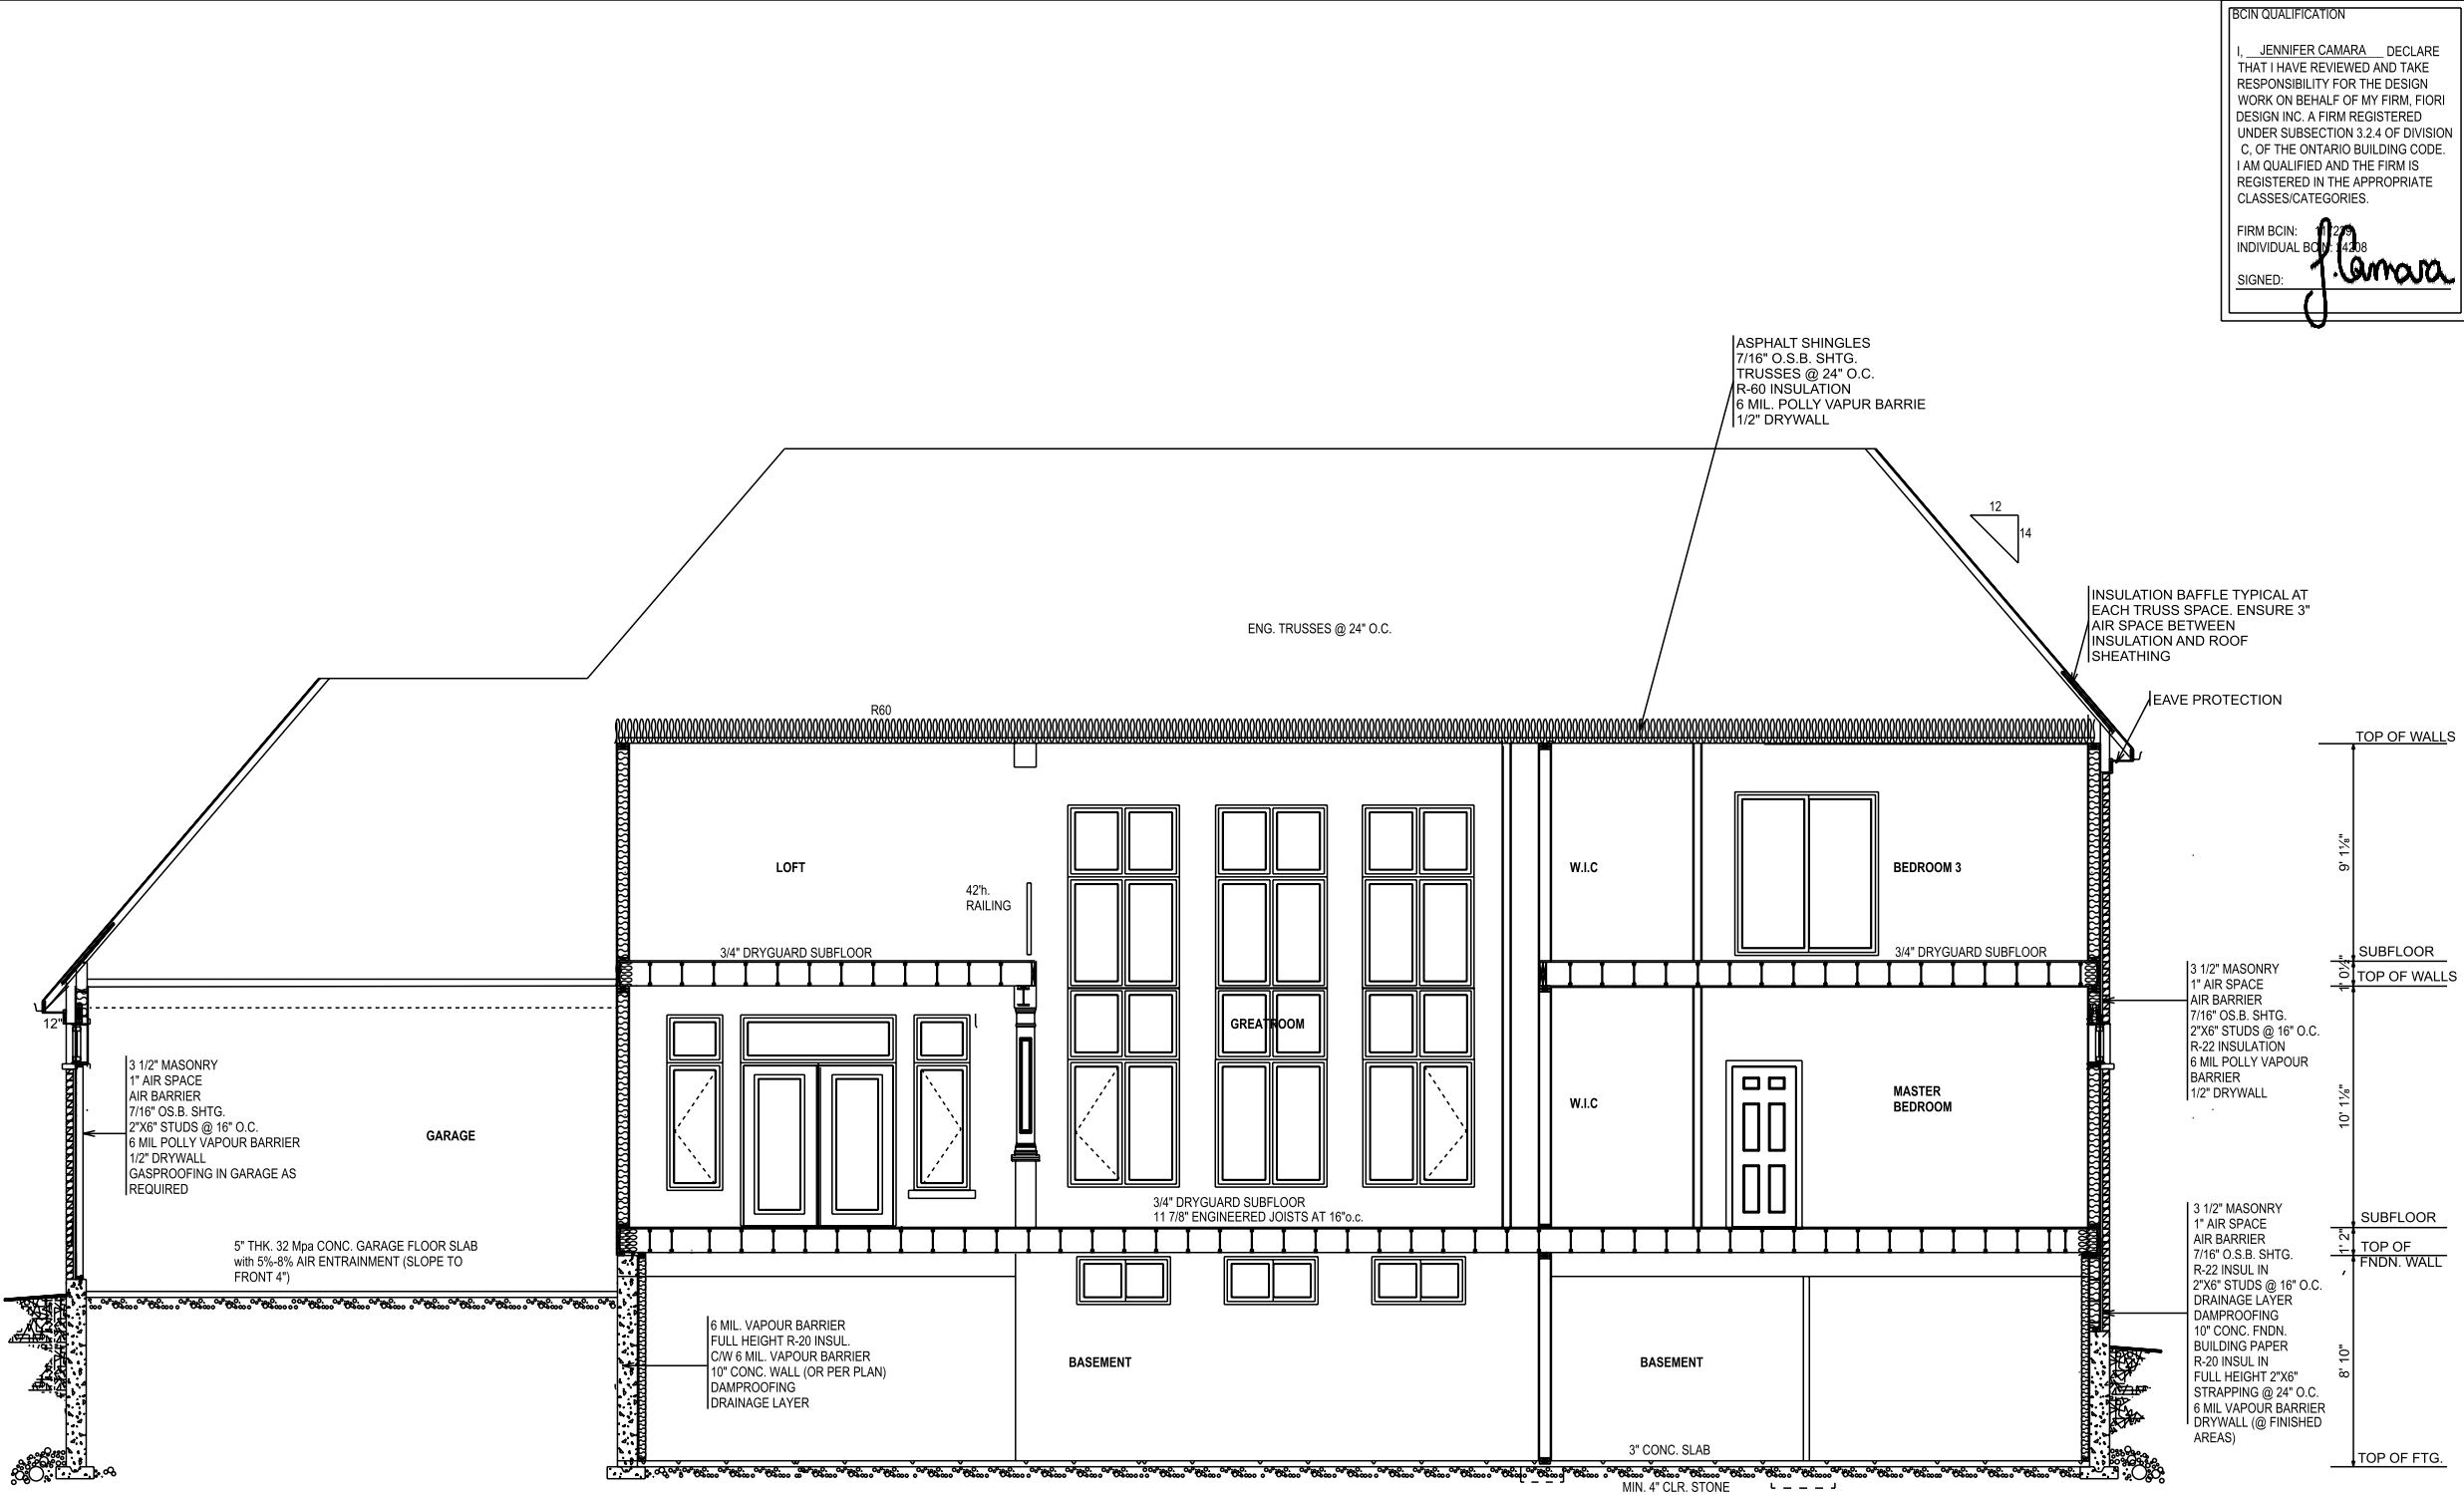 BCIN QUALIFICATION
I, JENNIFER CAMARA DECLARE
THAT I HAVE REVIEWED AND TAKE
RESPONSIBILITY FOR THE DESIGN
WORK ON BEHALF OF MY FIRM, FIORI
DESIGN INC. A FIRM REGISTERED
UNDER SUBSECTION 3.2.4 OF DIVISION
C, OF THE ONTARIO BUILDING CODE.
I AM QUALIFIED AND THE FIRM IS
REGISTERED IN THE APPROPRIATE
CLASSES/CATEGORIES.
FIRM BCIN:
INDIVIDUAL
SIGNED: J.Camara
ASPHALT SHINGLES
7/16" O.S.B. SHTG.
TRUSSES @ 24" O.C.
R-60 INSULATION
6 MIL. POLLY VAPUR BARRIE
1/2" DRYWALL
12
14
INSULATION BAFFLE TYPICAL AT
EACH TRUSS SPACE. ENSURE 3"
AIR SPACE BETWEEN
INSULATION AND ROOF
SHEATHING
ENG. TRUSSES @ 24" O.C.
EAVE PROTECTION
R60
TOP OF WALLS
9' 1⅛"
LOFT
W.I.C
BEDROOM 3
42'h.
RAILING
3/4" DRYGUARD SUBFLOOR
3/4" DRYGUARD SUBFLOOR
SUBFLOOR
1' 0½"
TOP OF WALLS
3 1/2" MASONRY
1" AIR SPACE
AIR BARRIER
7/16" OS.B. SHTG.
2"X6" STUDS @ 16" O.C.
R-22 INSULATION
6 MIL POLLY VAPOUR
BARRIER
1/2" DRYWALL
12"
GREATROOM
3 1/2" MASONRY
1" AIR SPACE
AIR BARRIER
7/16" OS.B. SHTG.
2"X6" STUDS @ 16" O.C.
6 MIL POLLY VAPOUR BARRIER
1/2" DRYWALL
GASPROOFING IN GARAGE AS
REQUIRED
GARAGE
W.I.C
MASTER
BEDROOM
10' 1⅛"
3/4" DRYGUARD SUBFLOOR
11 7/8" ENGINEERED JOISTS AT 16"o.c.
SUBFLOOR
1' 2"
TOP OF
FNDN. WALL
5" THK. 32 Mpa CONC. GARAGE FLOOR SLAB
with 5%-8% AIR ENTRAINMENT (SLOPE TO
FRONT 4")
3 1/2" MASONRY
1" AIR SPACE
AIR BARRIER
7/16" O.S.B. SHTG.
R-22 INSUL IN
2"X6" STUDS @ 16" O.C.
DRAINAGE LAYER
DAMPROOFING
10" CONC. FNDN.
BUILDING PAPER
R-20 INSUL IN
FULL HEIGHT 2"X6"
STRAPPING @ 24" O.C.
6 MIL VAPOUR BARRIER
DRYWALL (@ FINISHED
AREAS)
6 MIL. VAPOUR BARRIER
FULL HEIGHT R-20 INSUL.
C/W 6 MIL. VAPOUR BARRIER
10" CONC. WALL (OR PER PLAN)
DAMPROOFING
DRAINAGE LAYER
BASEMENT
BASEMENT
8' 10"
3" CONC. SLAB
TOP OF FTG.
MIN. 4" CLR. STONE